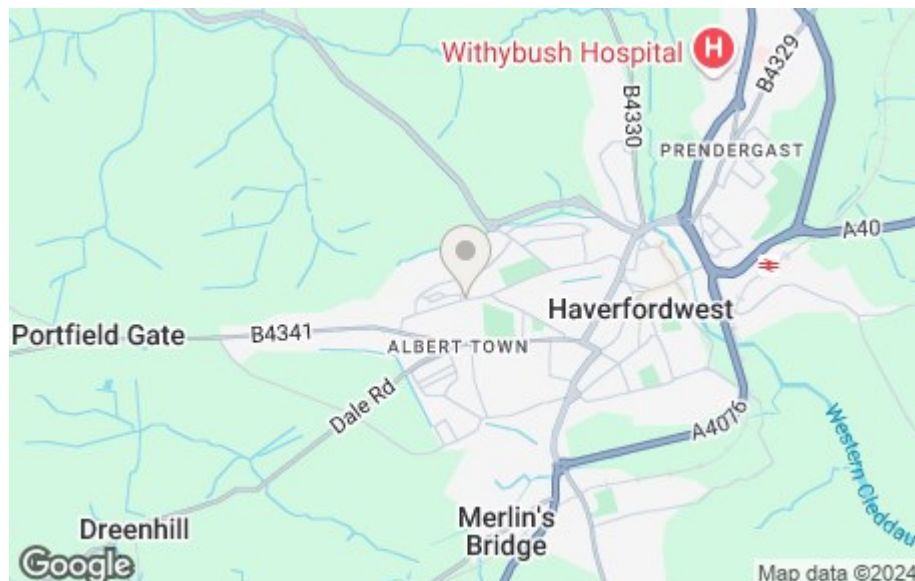 Withybush Hospital
H
B4329
B4330
PRENDERGAST
A40
Haverfordwest
Portfield Gate
B4341
ALBERT TOWN
Dale Rd
A4076
Western Cleddau
Merlin's
Bridge
Dreenhill
Google
Map data ©2024